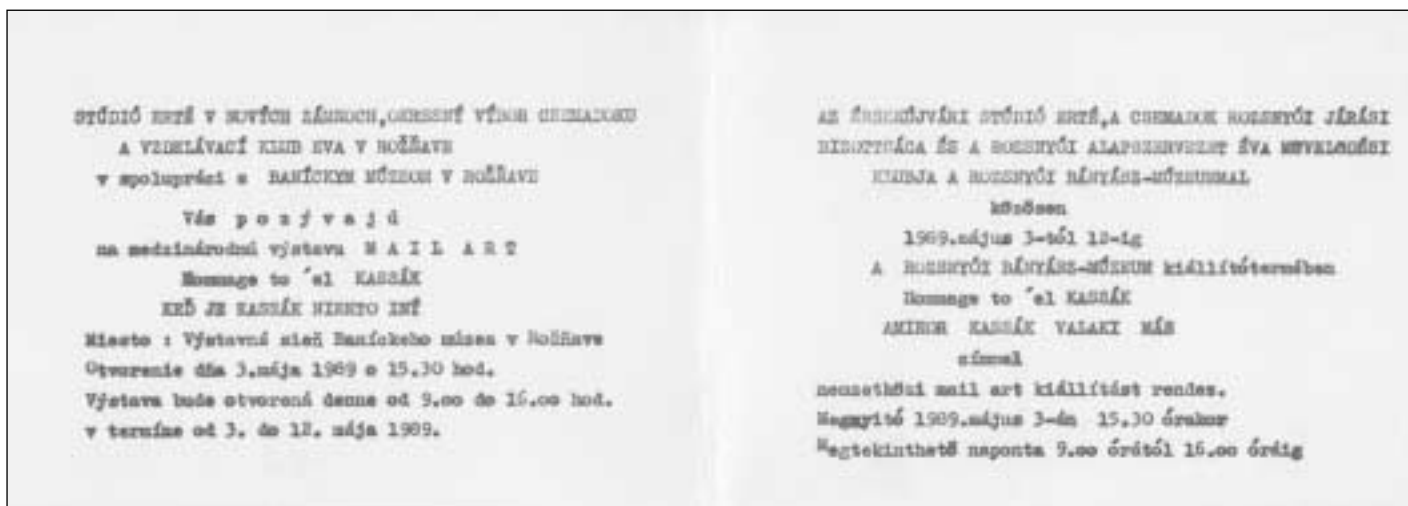 STÚDIÓ ERTÉ V NOVÝCH ZÁMKOCH, OKRESNÝ VÝBOR CSEMADOKU
A VZDELÁVACÍ KLUB EVA V ROŽŇAVE
v spolupráci s BANÍCKYM MÚZEOM V ROŽŇAVE
Vás p o z ý v a j ú
na medzinárodnú výstavu M A I L A R T
Hommage to ´el KASSÁK
KEĎ JE KASSÁK NIEKTO INÝ
Miesto : Výstavná sieň Baníckeho múzea v Rožňave
Otvorenie dňa 3.mája 1989 o 15.30 hod.
Výstava bude otvorená denne od 9.oo do 16.oo hod.
v termíne od 3. do 12. mája 1989.
AZ ÉRSEKÚJVÁRI STÚDIÓ ERTÉ, A CSEMADOK ROZSNYÓI JÁRÁSI
BIZOTTSÁGA ÉS A ROZSNYÓI ALAPSZERVEZET ÉVA MŰVELŐDÉSI
KLUBJA A ROZSNYÓI BÁNYÁSZ-MÚZEUMMAL
közösen
1989.május 3-tól 12-ig
A ROZSNYÓI BÁNYÁSZ-MÚZEUM kiállítótermében
Hommage to ´el KASSÁK
AMIKOR KASSÁK VALAKI MÁS
címmel
nemzetközi mail art kiállítást rendez.
Megnyitó 1989.május 3-án 15.30 órakor
Megtekinthető naponta 9.oo órától 16.oo óráig